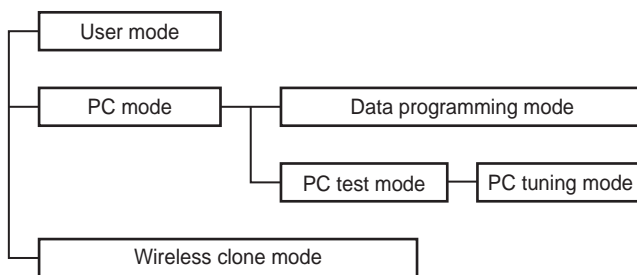 User mode
PC mode
Data programming mode
PC test mode
PC tuning mode
Wireless clone mode